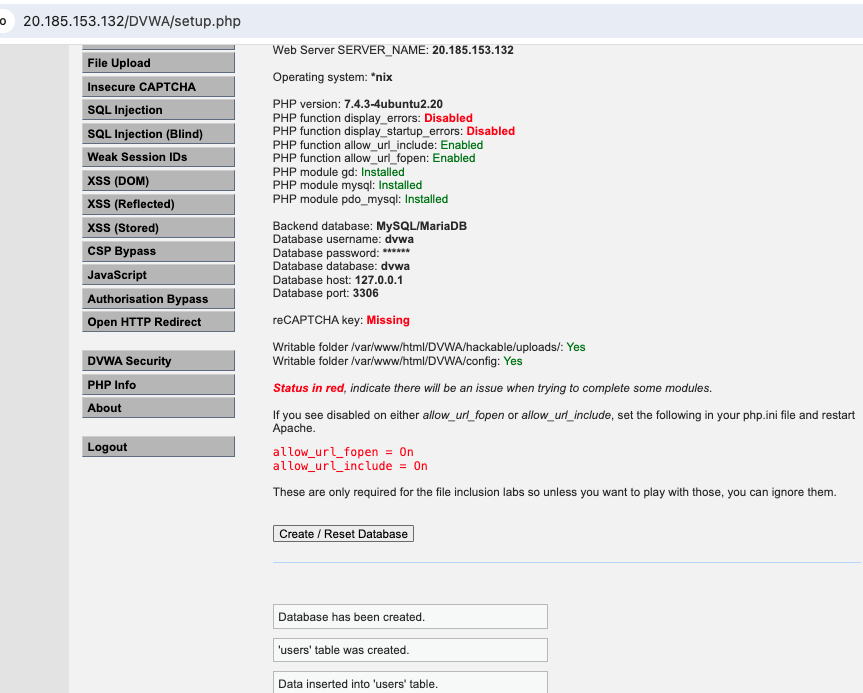 20.185.153.132/DVWA/setup.php
File Upload
Insecure CAPTCHA
SQL Injection
SQL Injection (Blind)
Weak Session IDs
XSS (DOM)
XSS (Reflected)
XSS (Stored)
CSP Bypass
JavaScript
Authorisation Bypass
Open HTTP Redirect
DVWA Security
PHP Info
About
Logout
Web Server SERVER_NAME: 20.185.153.132
Operating system: *nix
PHP version: 7.4.3-4ubuntu2.20
PHP function display_errors: Disabled
PHP function display_startup_errors: Disabled
PHP function allow_url_include: Enabled
PHP function allow_url_fopen: Enabled
PHP module gd: Installed
PHP module mysql: Installed
PHP module pdo_mysql: Installed
Backend database: MySQL/MariaDB
Database username: dvwa
Database password: ******
Database database: dvwa
Database host: 127.0.0.1
Database port: 3306
reCAPTCHA key: Missing
Writable folder /var/www/html/DVWA/hackable/uploads/: Yes
Writable folder /var/www/html/DVWA/config: Yes
Status in red, indicate there will be an issue when trying to complete some modules.
If you see disabled on either allow_url_fopen or allow_url_include, set the following in your php.ini file and restart
Apache.
allow_url_fopen = On
allow_url_include = On
These are only required for the file inclusion labs so unless you want to play with those, you can ignore them.
Create / Reset Database
Database has been created.
'users' table was created.
Data inserted into 'users' table.